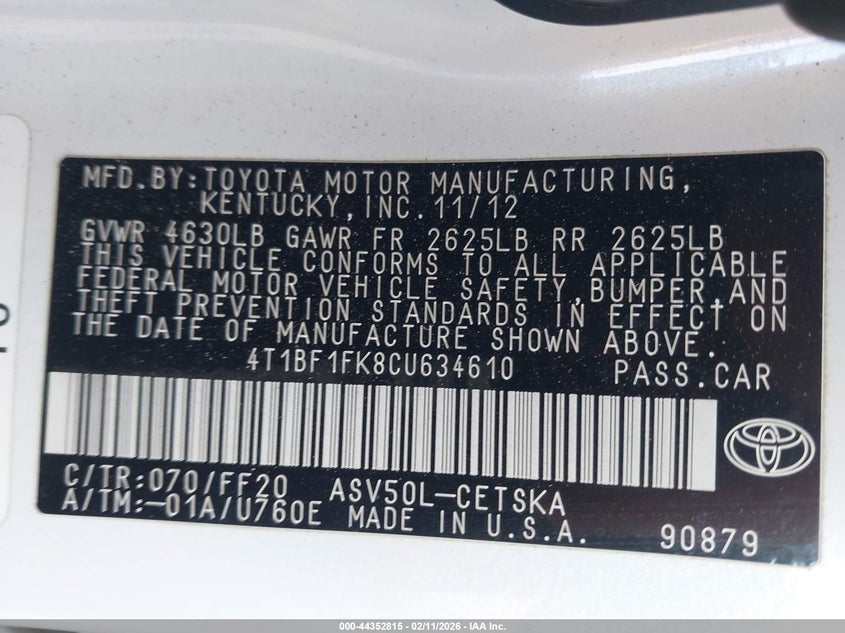 MFD.BY:TOYOTA MOTOR MANUFACTURING,
KENTUCKY,INC.11/12
GVWR 4630LB GAWR FR 2625LB RR 2625LB
THIS VEHICLE CONFORMS TO ALL APPLICABLE
FEDERAL MOTOR VEHICLE SAFETY,BUMPER,AND
THEFT PREVENTION STANDARDS IN EFFECT ON
THE DATE OF MANUFACTURE SHOWN ABOVE.
4T1BF1FK8CU634610 PASS.CAR
C/TR:070/FF20 ASV50L-CETSKA
A/TM:-01A/U760E MADE IN U.S.A. 90879
000-44352815 - 02/11/2026 - IAA Inc.